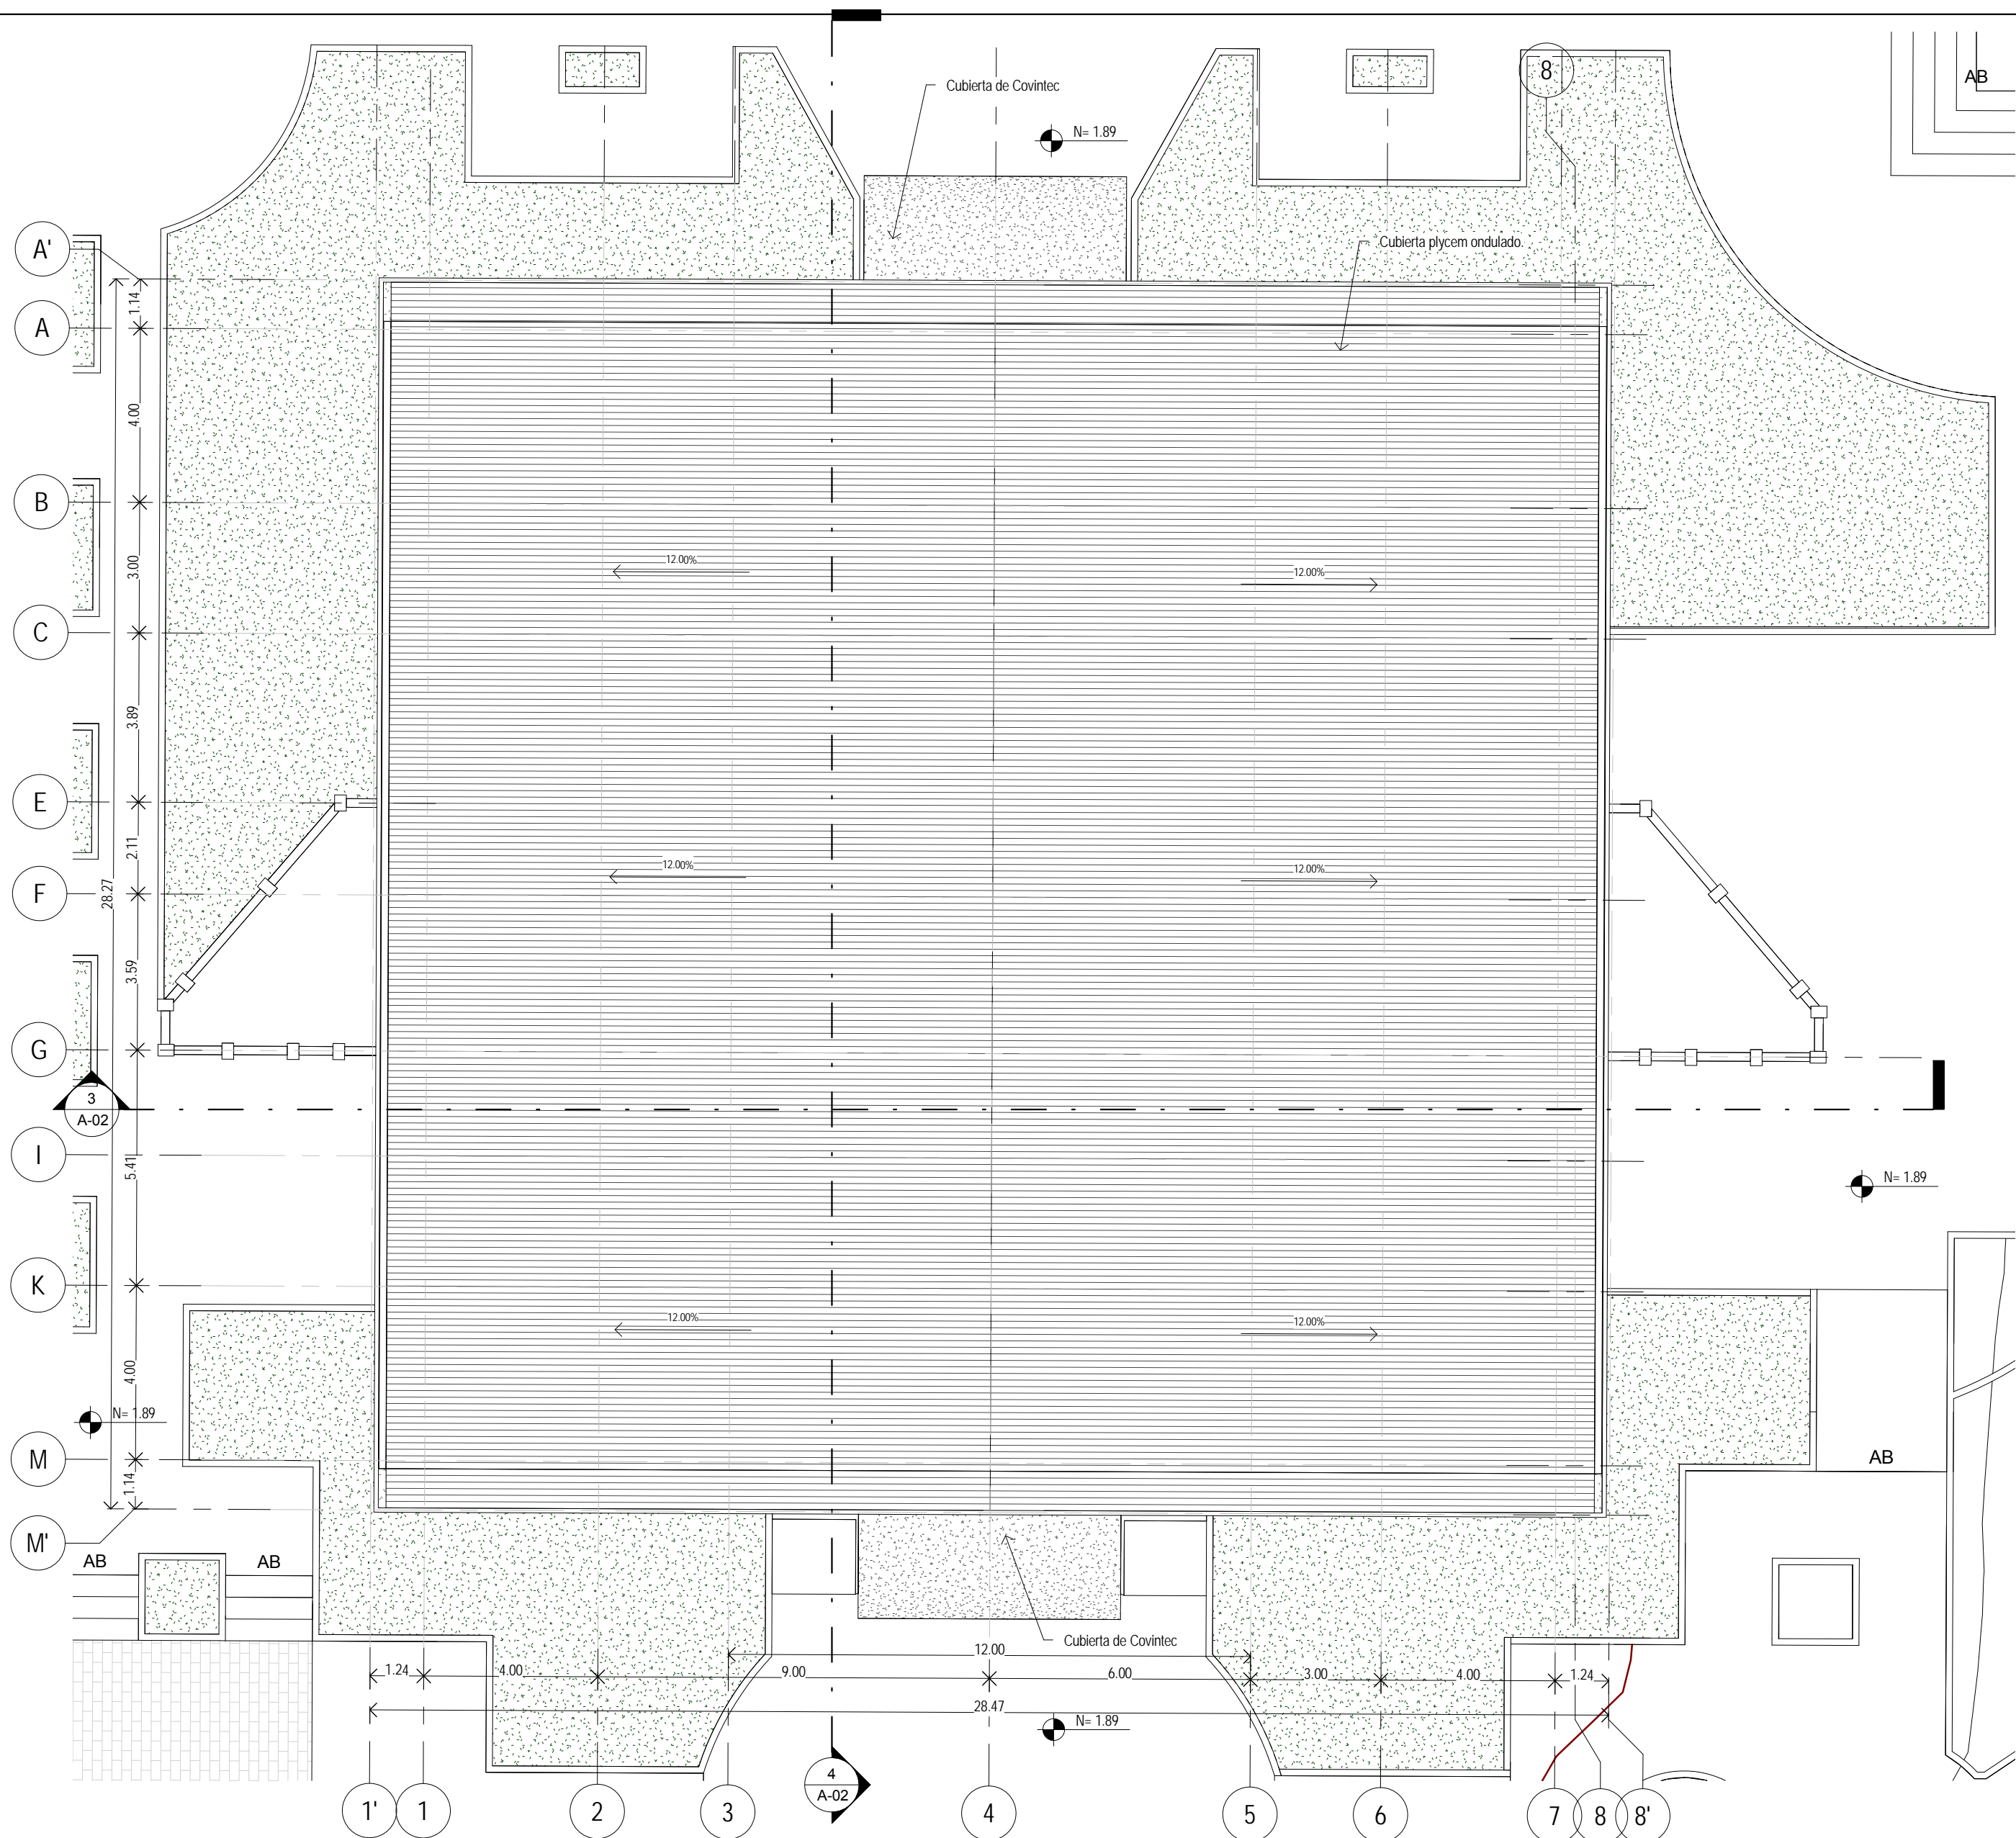 8
AB
Cubierta de Covintec
N= 1.89
Cubierta plycem ondulado.
A'
1.14
A
4.00
B
3.00
12.00%
12.00%
C
3.89
E
2.11
12.00%
12.00%
F
28.27
3.59
G
3
A-02
I
5.41
N= 1.89
K
12.00%
12.00%
4.00
N= 1.89
M
AB
1.14
M'
AB
AB
Cubierta de Covintec
12.00
1.24
4.00
9.00
6.00
3.00
4.00
1.24
28.47
N= 1.89
4
A-02
1'
1
2
3
4
5
6
7
8
8'